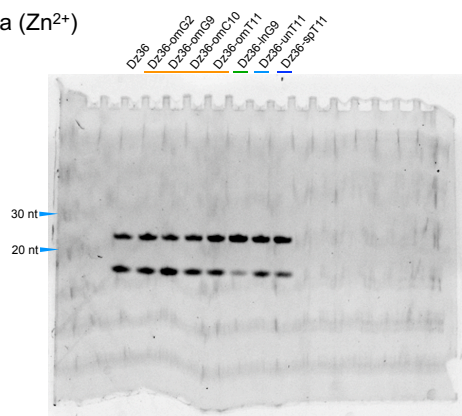 a (Zn²⁺)
Dz36
Dz36-omG2
Dz36-omG9
Dz36-omC10
Dz36-omT11
Dz36-lnG9
Dz36-unT11
Dz36-spT11
30 nt
20 nt